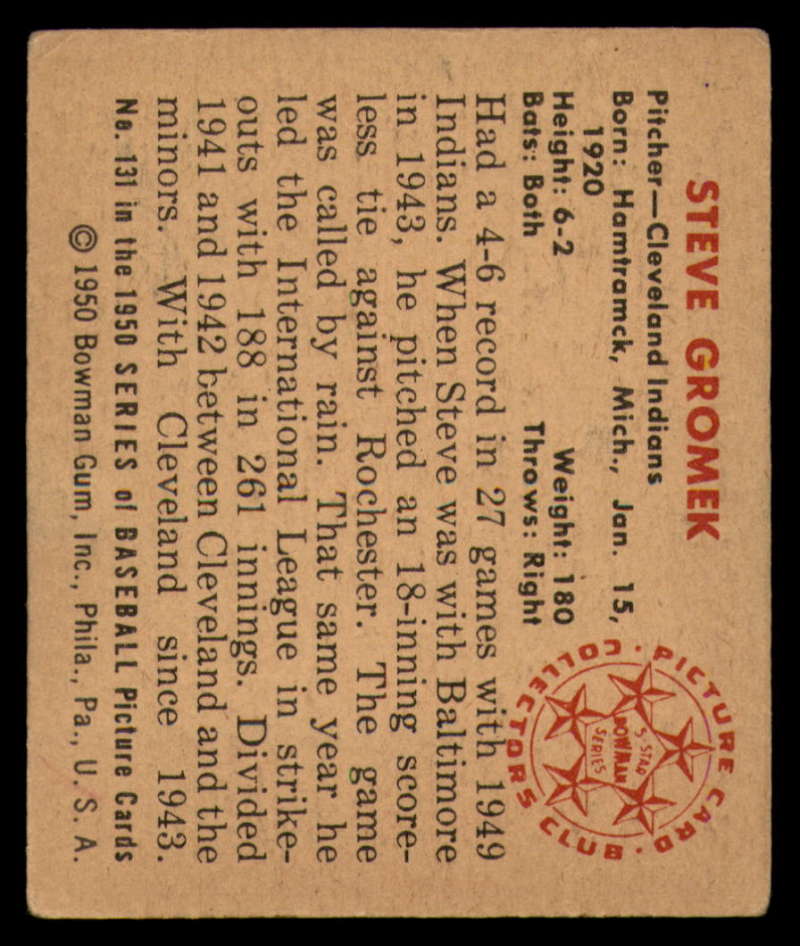 STEVE GROMEK
Pitcher—Cleveland Indians
Born: Hamtramck, Mich., Jan. 15,
1920
Height: 6-2 Weight: 180
Bats: Both Throws: Right
Had a 4-6 record in 27 games with 1949
Indians. When Steve was with Baltimore
in 1943, he pitched an 18-inning score-
less tie against Rochester. The game
was called by rain. That same year he
led the International League in strike-
outs with 188 in 261 innings. Divided
1941 and 1942 between Cleveland and the
minors. With Cleveland since 1943.
No. 131 in the 1950 SERIES of BASEBALL Picture Cards
© 1950 Bowman Gum, Inc., Phila., Pa., U. S. A.
PICTURE CARD · COLLECTORS CLUB ·
5-STAR
BOWMAN
SERIES